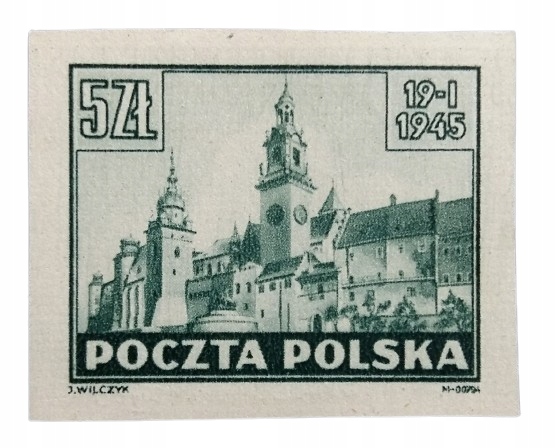 5ZŁ
19-I
1945
POCZTA POLSKA
J.WILCZYK
M-00794